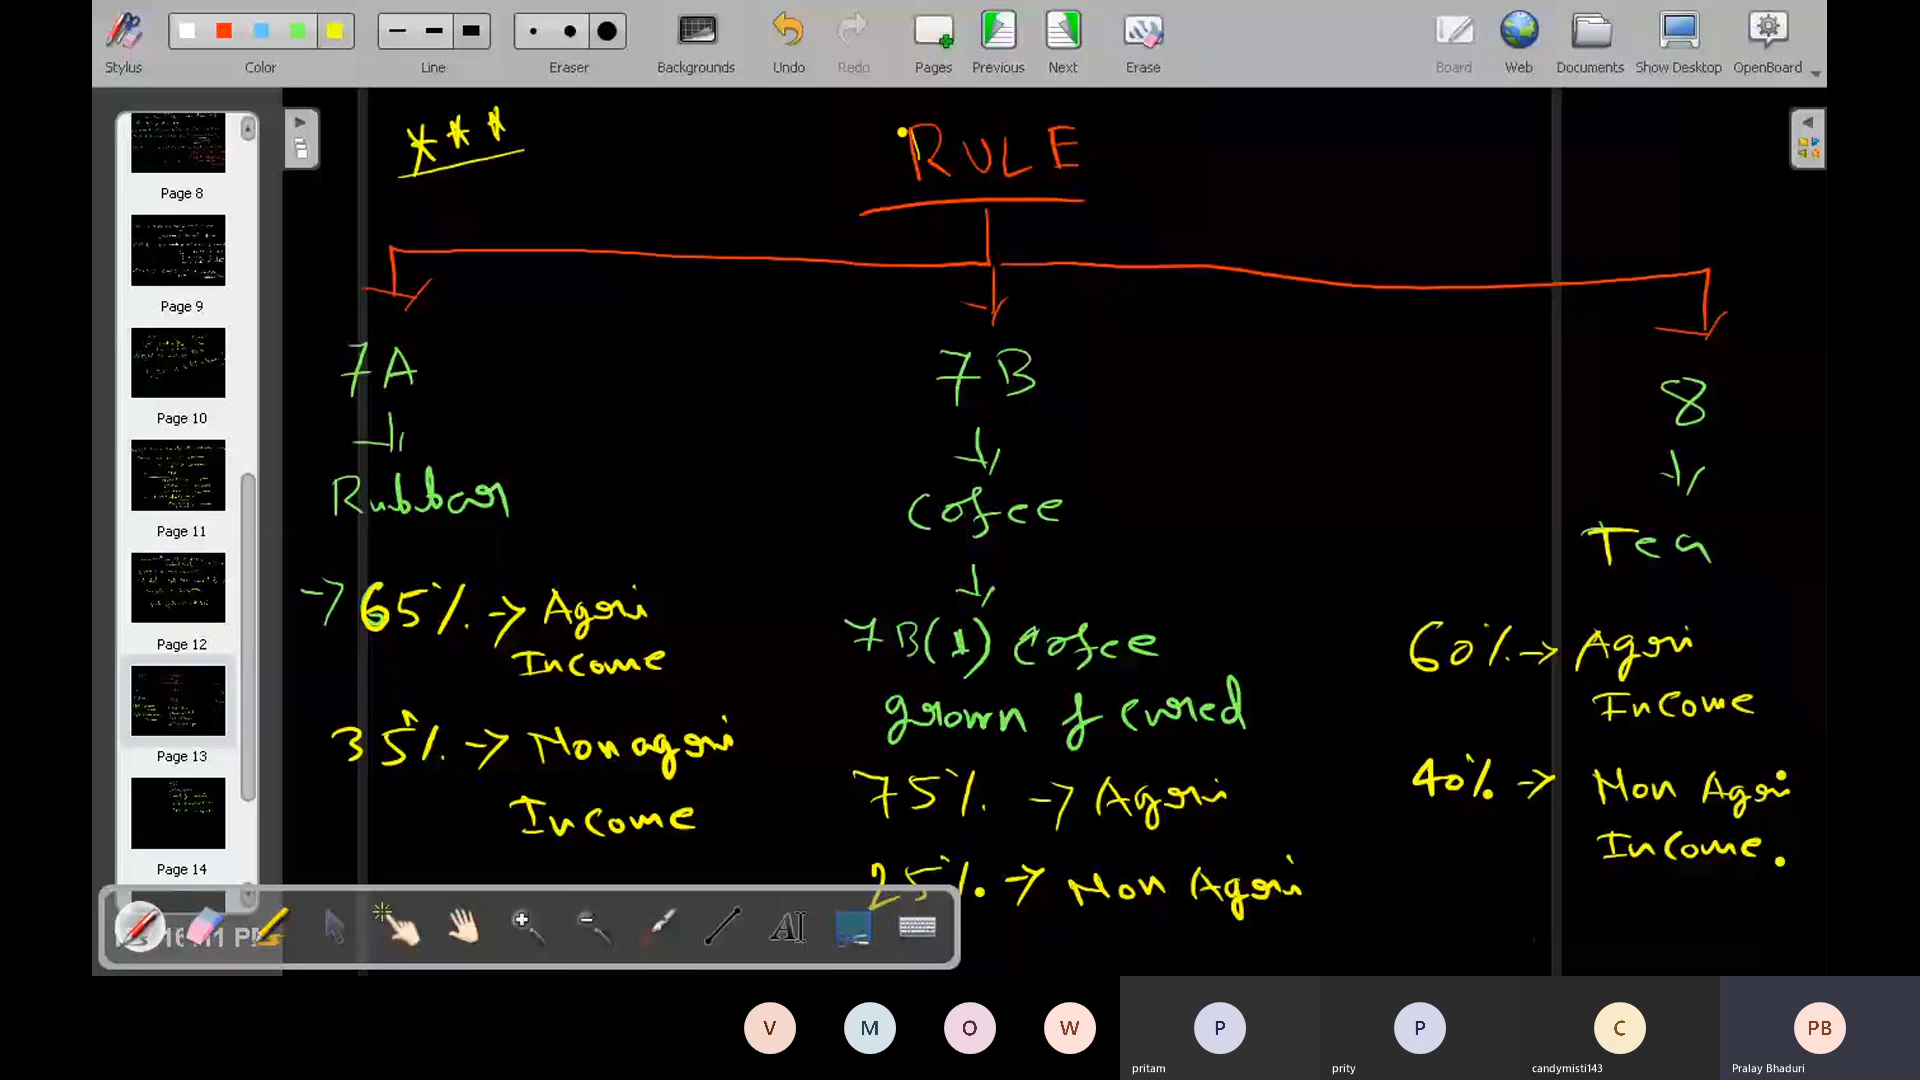 Stylus
Color
Line
Eraser
Backgrounds
Undo
Redo
Pages
Previous
Next
Erase
Board
Web
Documents
Show Desktop
OpenBoard
Page 8
Page 9
Page 10
Page 11
Page 12
Page 13
Page 14
***
RULE
7A
Rubbar
→ 65% → Agri
Income
35% → Non agri
Income
7B
Cofee
7B(1) Cofee
grown & cured
75% → Agri
25% → Non Agri
8
Tea
60% → Agri
Income
40% → Non Agri
Income.
V
M
O
W
P
pritam
P
prity
C
candymisti143
PB
Pralay Bhaduri